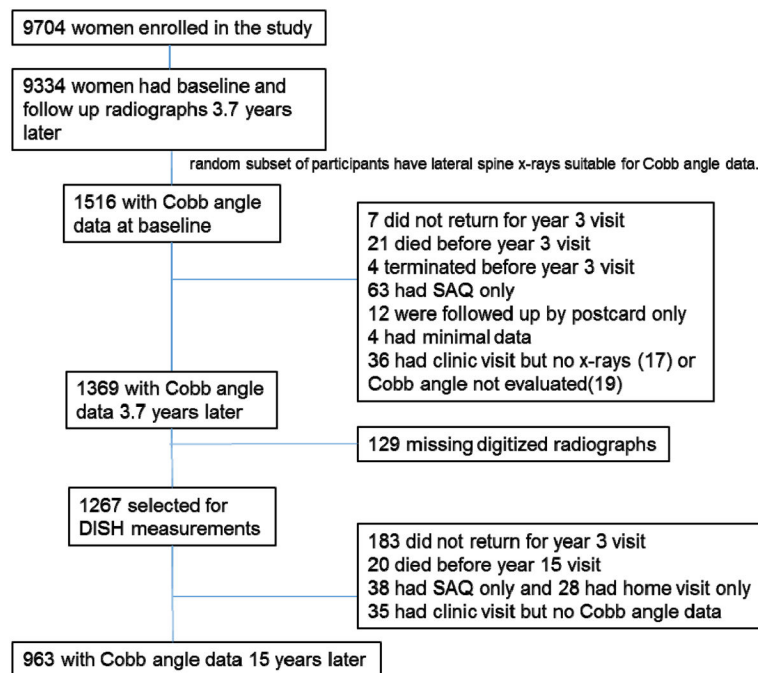 9704 women enrolled in the study
9334 women had baseline and
follow up radiographs 3.7 years
later
random subset of participants have lateral spine x-rays suitable for Cobb angle data.
1516 with Cobb angle
data at baseline
7 did not return for year 3 visit
21 died before year 3 visit
4 terminated before year 3 visit
63 had SAQ only
12 were followed up by postcard only
4 had minimal data
36 had clinic visit but no x-rays (17) or
Cobb angle not evaluated(19)
1369 with Cobb angle
data 3.7 years later
129 missing digitized radiographs
1267 selected for
DISH measurements
183 did not return for year 3 visit
20 died before year 15 visit
38 had SAQ only and 28 had home visit only
35 had clinic visit but no Cobb angle data
963 with Cobb angle data 15 years later